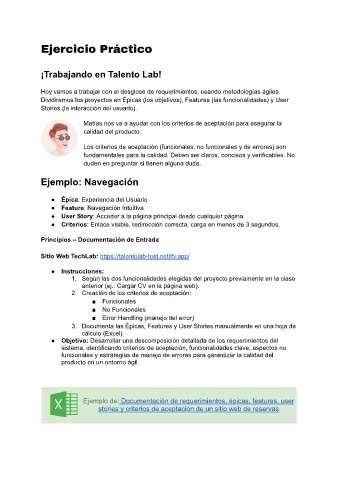 Ejercicio Práctico
¡Trabajando en Talento Lab!
Hoy vamos a trabajar con el desglose de requerimientos, usando metodologías ágiles.
Dividiremos los proyectos en Épicas (los objetivos), Features (las funcionalidades) y User
Stories (la interacción del usuario).
Matías nos va a ayudar con los criterios de aceptación para asegurar la
calidad del producto.
Los criterios de aceptación (funcionales, no funcionales y de errores) son
fundamentales para la calidad. Deben ser claros, concisos y verificables. No
duden en preguntar si tienen alguna duda.
Ejemplo: Navegación
● Épica: Experiencia del Usuario
● Feature: Navegación Intuitiva
● User Story: Acceder a la página principal desde cualquier página
● Criterios: Enlace visible, redirección correcta, carga en menos de 3 segundos.
Principios – Documentación de Entrada
Sitio Web TechLab: https://talentolab-test.netlify.app/
● Instrucciones:
1. Según las dos funcionalidades elegidas del proyecto previamente en la clase
anterior (ej.: Cargar CV en la página web).
2. Creación de los criterios de aceptación:
■ Funcionales
■ No Funcionales
■ Error Handling (manejo del error)
3. Documenta las Épicas, Features y User Stories manualmente en una hoja de
cálculo (Excel)
● Objetivo: Desarrollar una decomposición detallada de los requerimientos del
sistema, identificando criterios de aceptación, funcionalidades clave, aspectos no
funcionales y estrategias de manejo de errores para garantizar la calidad del
producto en un entorno ágil.
Ejemplo de: Documentación de requerimientos, épicas, features, user
stories y criterios de aceptación de un sitio web de reservas